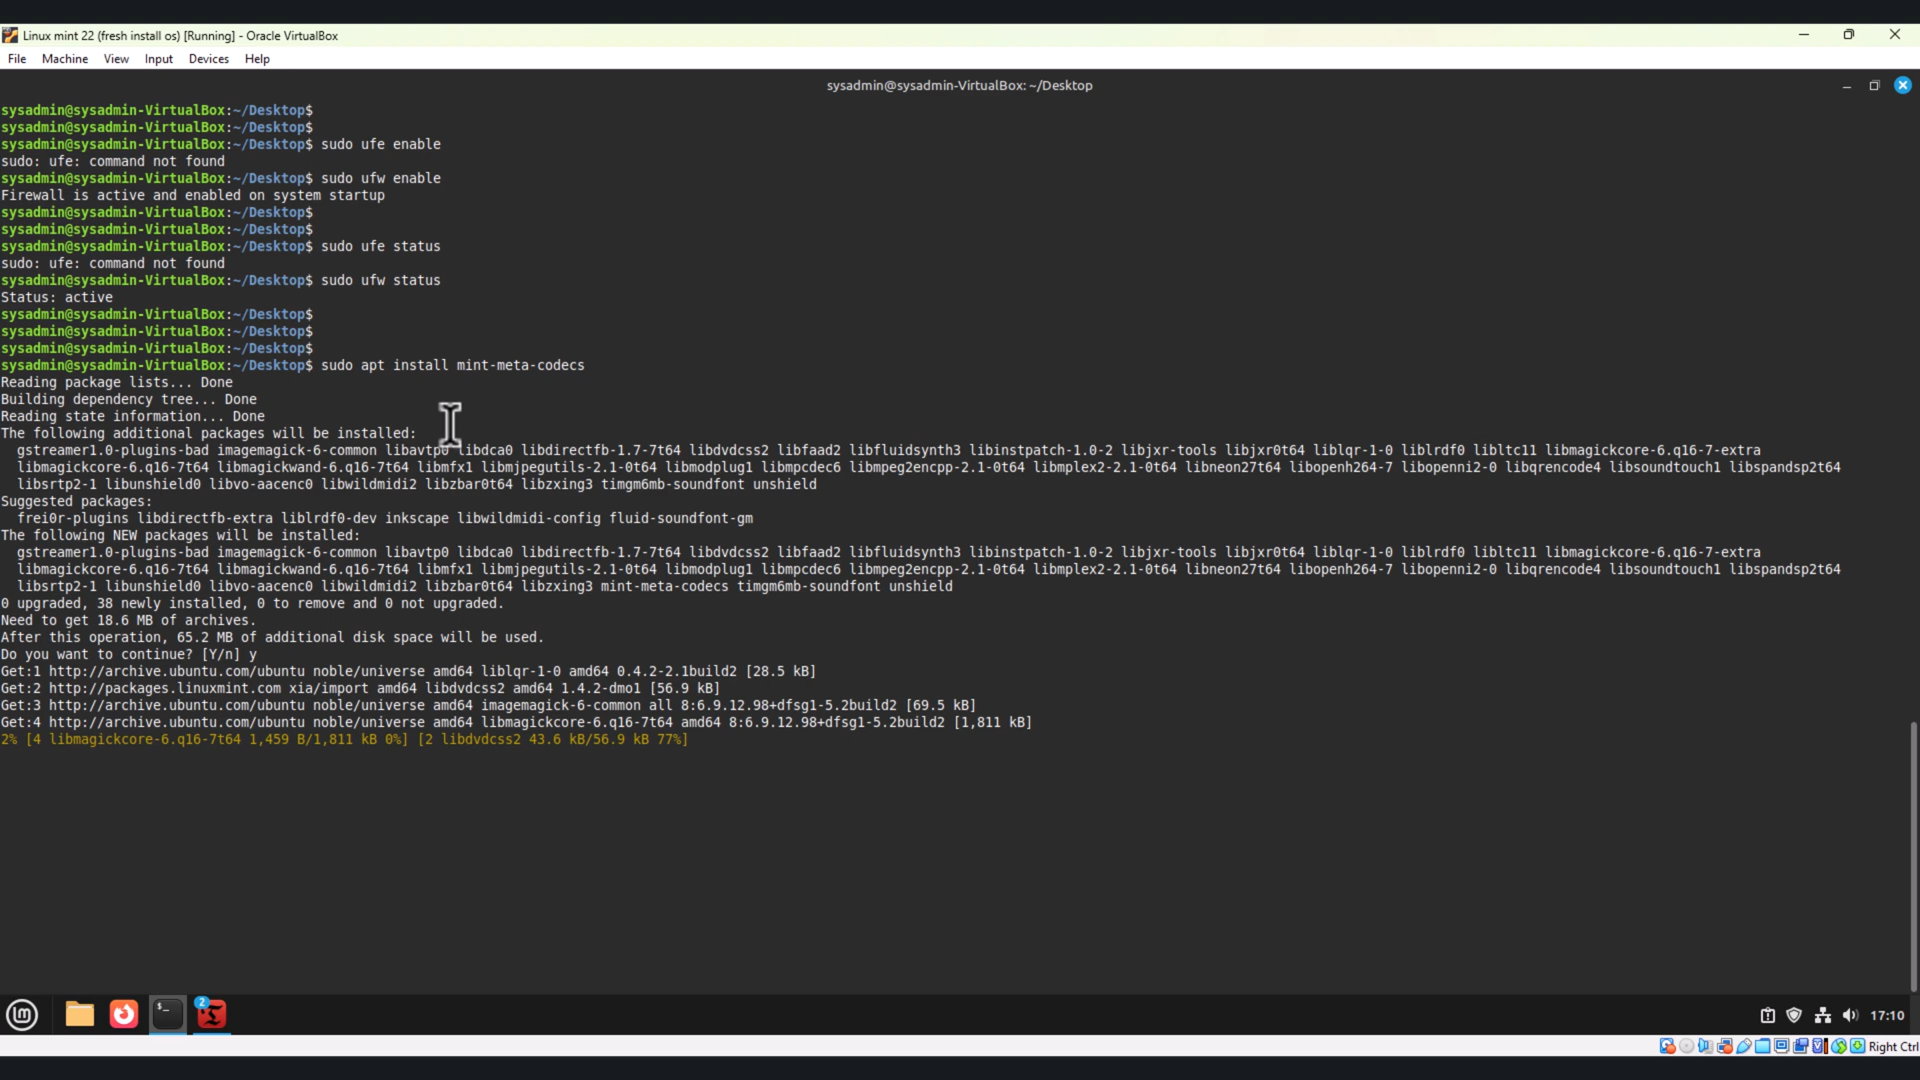 Linux mint 22 (fresh install os) [Running] - Oracle VirtualBox
File Machine View Input Devices Help
sysadmin@sysadmin-VirtualBox: ~/Desktop
sysadmin@sysadmin-VirtualBox:~/Desktop$
sysadmin@sysadmin-VirtualBox:~/Desktop$
sysadmin@sysadmin-VirtualBox:~/Desktop$ sudo ufe enable
sudo: ufe: command not found
sysadmin@sysadmin-VirtualBox:~/Desktop$ sudo ufw enable
Firewall is active and enabled on system startup
sysadmin@sysadmin-VirtualBox:~/Desktop$
sysadmin@sysadmin-VirtualBox:~/Desktop$
sysadmin@sysadmin-VirtualBox:~/Desktop$ sudo ufe status
sudo: ufe: command not found
sysadmin@sysadmin-VirtualBox:~/Desktop$ sudo ufw status
Status: active
sysadmin@sysadmin-VirtualBox:~/Desktop$
sysadmin@sysadmin-VirtualBox:~/Desktop$
sysadmin@sysadmin-VirtualBox:~/Desktop$
sysadmin@sysadmin-VirtualBox:~/Desktop$ sudo apt install mint-meta-codecs
Reading package lists... Done
Building dependency tree... Done
Reading state information... Done
The following additional packages will be installed:
gstreamer1.0-plugins-bad imagemagick-6-common libavtp0 libdca0 libdirectfb-1.7-7t64 libdvdcss2 libfaad2 libfluidsynth3 libinstpatch-1.0-2 libjxr-tools libjxr0t64 liblqr-1-0 liblrdf0 libltc11 libmagickcore-6.q16-7-extra
libmagickcore-6.q16-7t64 libmagickwand-6.q16-7t64 libmfx1 libmjpegutils-2.1-0t64 libmodplug1 libmpcdec6 libmpeg2encpp-2.1-0t64 libmplex2-2.1-0t64 libneon27t64 libopenh264-7 libopenni2-0 libqrencode4 libsoundtouch1 libspandsp2t64
libsrtp2-1 libunshield0 libvo-aacenc0 libwildmidi2 libzbar0t64 libzxing3 timgm6mb-soundfont unshield
Suggested packages:
frei0r-plugins libdirectfb-extra liblrdf0-dev inkscape libwildmidi-config fluid-soundfont-gm
The following NEW packages will be installed:
gstreamer1.0-plugins-bad imagemagick-6-common libavtp0 libdca0 libdirectfb-1.7-7t64 libdvdcss2 libfaad2 libfluidsynth3 libinstpatch-1.0-2 libjxr-tools libjxr0t64 liblqr-1-0 liblrdf0 libltc11 libmagickcore-6.q16-7-extra
libmagickcore-6.q16-7t64 libmagickwand-6.q16-7t64 libmfx1 libmjpegutils-2.1-0t64 libmodplug1 libmpcdec6 libmpeg2encpp-2.1-0t64 libmplex2-2.1-0t64 libneon27t64 libopenh264-7 libopenni2-0 libqrencode4 libsoundtouch1 libspandsp2t64
libsrtp2-1 libunshield0 libvo-aacenc0 libwildmidi2 libzbar0t64 libzxing3 mint-meta-codecs timgm6mb-soundfont unshield
0 upgraded, 38 newly installed, 0 to remove and 0 not upgraded.
Need to get 18.6 MB of archives.
After this operation, 65.2 MB of additional disk space will be used.
Do you want to continue? [Y/n] y
Get:1 http://archive.ubuntu.com/ubuntu noble/universe amd64 liblqr-1-0 amd64 0.4.2-2.1build2 [28.5 kB]
Get:2 http://packages.linuxmint.com xia/import amd64 libdvdcss2 amd64 1.4.2-dmo1 [56.9 kB]
Get:3 http://archive.ubuntu.com/ubuntu noble/universe amd64 imagemagick-6-common all 8:6.9.12.98+dfsg1-5.2build2 [69.5 kB]
Get:4 http://archive.ubuntu.com/ubuntu noble/universe amd64 libmagickcore-6.q16-7t64 amd64 8:6.9.12.98+dfsg1-5.2build2 [1,811 kB]
2% [4 libmagickcore-6.q16-7t64 1,459 B/1,811 kB 0%] [2 libdvdcss2 43.6 kB/56.9 kB 77%]
2
17:10
Right Ctrl